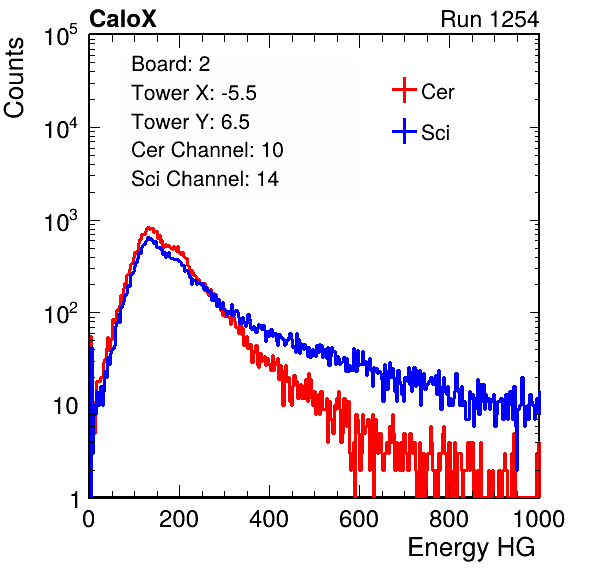 CaloX Run 1254
Counts
10^5
Board: 2
Tower X: -5.5
Tower Y: 6.5
Cer Channel: 10
Sci Channel: 14
Cer
Sci
10^4
10^3
10^2
10
1
0 200 400 600 800 1000
Energy HG